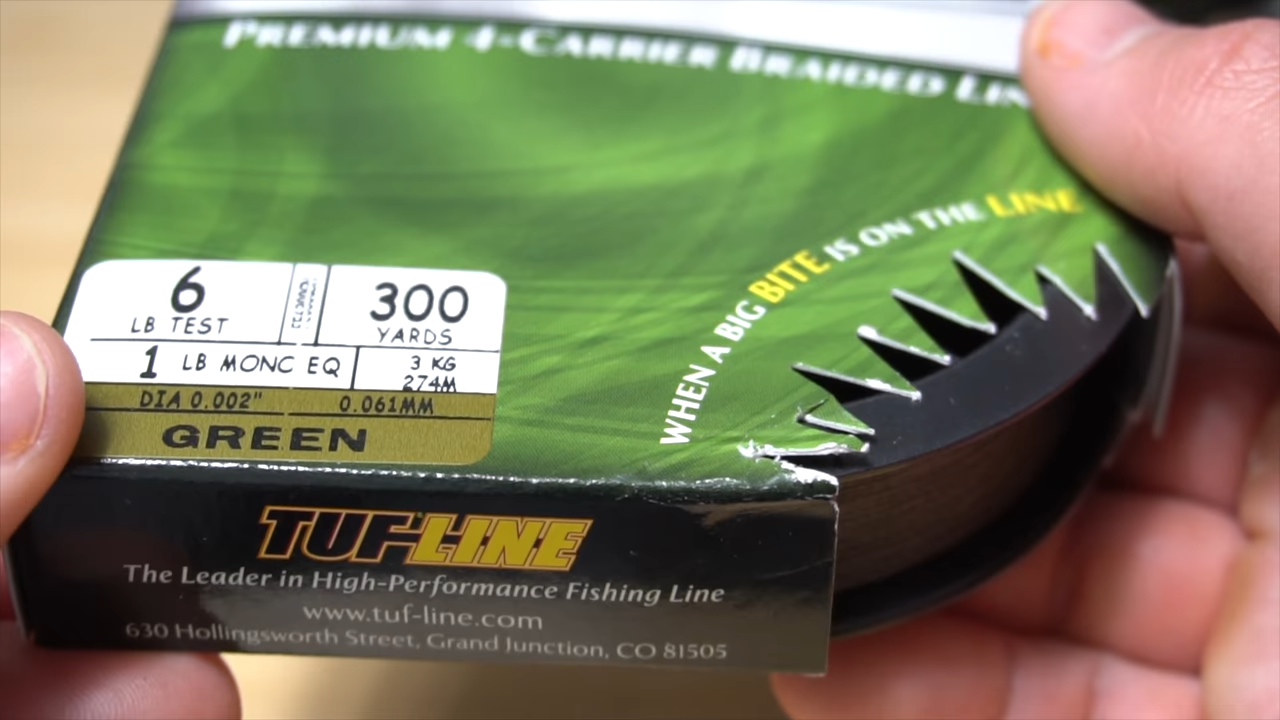 PREMIUM 4-CARRIER BRAIDED LIN
WHEN A BIG BITE IS ON THE LINE
6
LB TEST
300
YARDS
1 LB MONO EQ
3 KG
274M
DIA 0.002" 0.061MM
GREEN
TUF-LINE
The Leader in High-Performance Fishing Line
www.tuf-line.com
630 Hollingsworth Street, Grand Junction, CO 81505